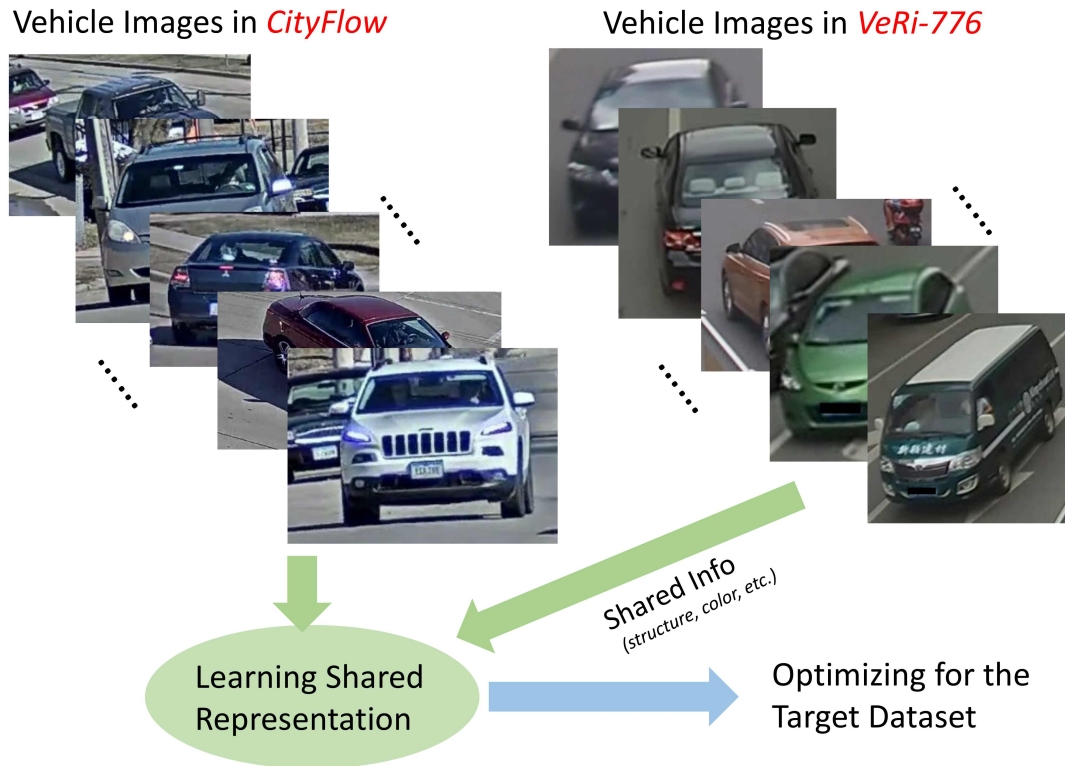 Vehicle Images in CityFlow
Vehicle Images in VeRi-776
Shared Info
(structure, color, etc.)
Learning Shared
Representation
Optimizing for the
Target Dataset